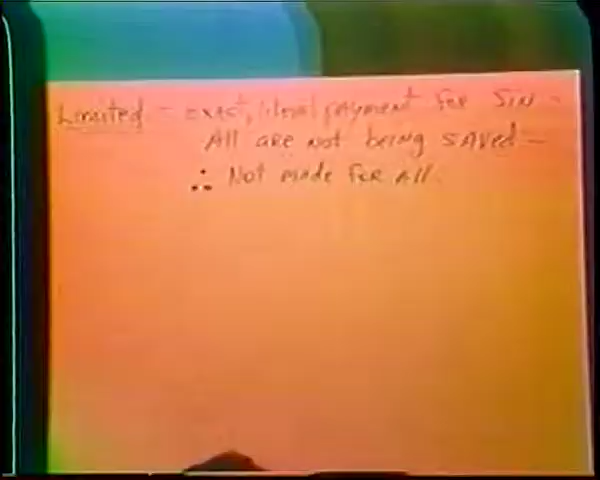 Limited - exact, literal payment for Sin -
All are not being saved -
∴ Not made for all.